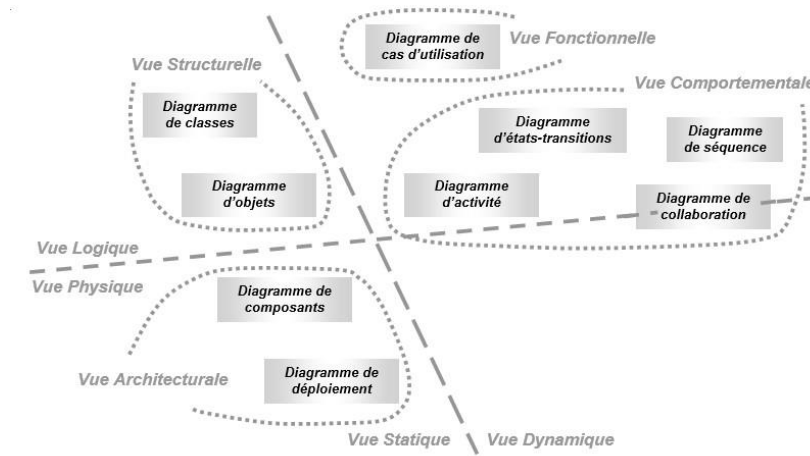 Diagramme de
cas d'utilisation
Vue Fonctionnelle
Vue Structurelle
Vue Comportementale
Diagramme
de classes
Diagramme
d'états-transitions
Diagramme
de séquence
Diagramme
d'objets
Diagramme
d'activité
Diagramme de
collaboration
Vue Logique
Vue Physique
Diagramme de
composants
Vue Architecturale
Diagramme de
déploiement
Vue Statique
Vue Dynamique